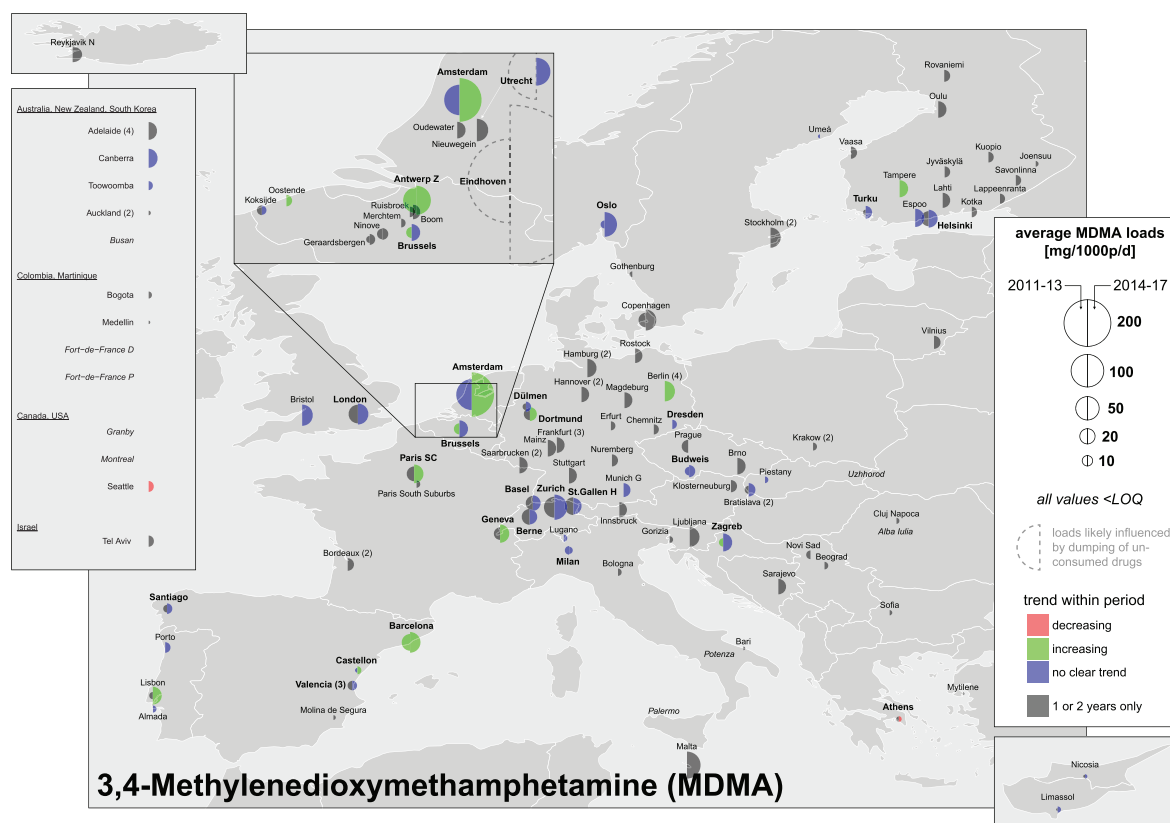 Reykjavik N
Australia, New Zealand, South Korea
Adelaide (4)
Canberra
Toowoomba
Auckland (2)
Busan
Colombia, Martinique
Bogota
Medellin
Fort−de−France D
Fort−de−France P
Canada, USA
Granby
Montreal
Seattle
Israel
Tel Aviv
Amsterdam
Utrecht
Oudewater
Nieuwegein
Eindhoven
Antwerp Z
Oostende
Koksijde
Ruisbroek
Merchtem
Boom
Ninove
Geraardsbergen
Brussels
Rovaniemi
Oulu
Umeå
Vaasa
Kuopio
Joensuu
Jyväskylä
Savonlinna
Tampere
Lahti
Lappeenranta
Turku
Espoo
Kotka
Helsinki
Oslo
Stockholm (2)
Gothenburg
Copenhagen
Vilnius
Rostock
Hamburg (2)
Amsterdam
Hannover (2)
Magdeburg
Berlin (4)
Bristol
London
Dülmen
Dortmund
Erfurt
Chemnitz
Dresden
Brussels
Frankfurt (3)
Mainz
Prague
Krakow (2)
Paris SC
Saarbrucken (2)
Nuremberg
Budweis
Brno
Piestany
Uzhhorod
Paris South Suburbs
Stuttgart
Munich G
Klosterneuburg
Bratislava (2)
Basel
Zurich
St.Gallen H
Geneva
Berne
Lugano
Innsbruck
Gorizia
Ljubljana
Zagreb
Cluj Napoca
Alba Iulia
Bordeaux (2)
Milan
Bologna
Novi Sad
Beograd
Sarajevo
Santiago
Sofia
Porto
Barcelona
Bari
Potenza
Castellon
Lisbon
Valencia (3)
Mytilene
Almada
Molina de Segura
Palermo
Athens
Malta
3,4-Methylenedioxymethamphetamine (MDMA)
average MDMA loads
[mg/1000p/d]
2011-13
2014-17
200
100
50
20
10
all values <LOQ
loads likely influenced
by dumping of un-
consumed drugs
trend within period
decreasing
increasing
no clear trend
1 or 2 years only
Nicosia
Limassol